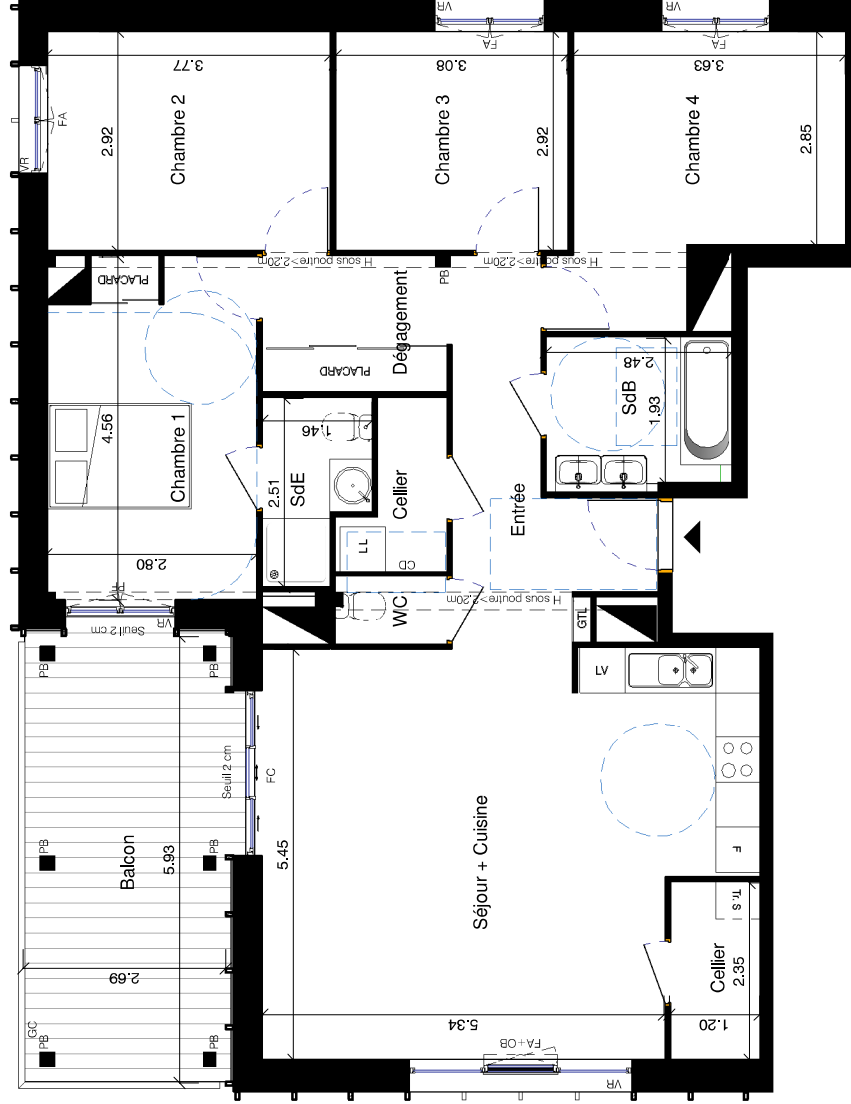 VR
VR
FA
FA
3.77
3.08
3.63
FA
VR
2.92
Chambre 2
Chambre 3
2.92
Chambre 4
2.85
H sous poutre>2.20m
H sous poutre>2.20m
PLACARD
PB
Dégagement
PLACARD
2.48
SdB
1.93
4.56
Chambre 1
1.46
2.51
SdE
Cellier
Entrée
LL
CD
2.80
PF
VR
Seuil 2 cm
WC
H sous poutre>2.20m
GTL
PB
PB
LV
Seuil 2 cm
FC
5.45
Séjour + Cuisine
PB
PB
Balcon
5.93
F
Tr.S
Cellier
2.35
2.69
GC
PB
PB
5.34
1.20
FA+OB
VR